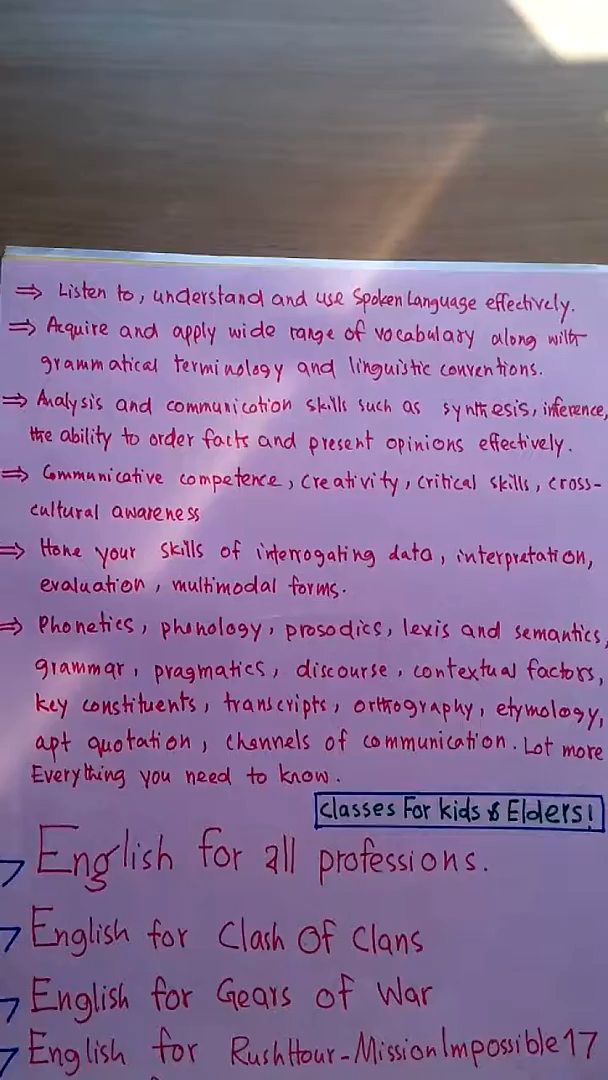 ⇒ Listen to, understand and use Spoken Language effectively.
⇒ Acquire and apply wide range of vocabulary along with
grammatical terminology and linguistic conventions.
⇒ Analysis and communication skills such as synthesis, inference,
the ability to order facts and present opinions effectively.
⇒ Communicative competence, creativity, critical skills, cross-
cultural awareness
⇒ Hone your skills of interrogating data, interpretation,
evaluation, multimodal forms.
⇒ Phonetics, phonology, prosodics, lexis and semantics,
grammar, pragmatics, discourse, contextual factors,
key constituents, transcripts, orthography, etymology,
apt quotation, channels of communication. Lot more
Everything you need to know.
Classes For kids & Elders!
English for all professions.
English for Clash Of Clans
English for Gears of War
English for RushHour-MissionImpossible17